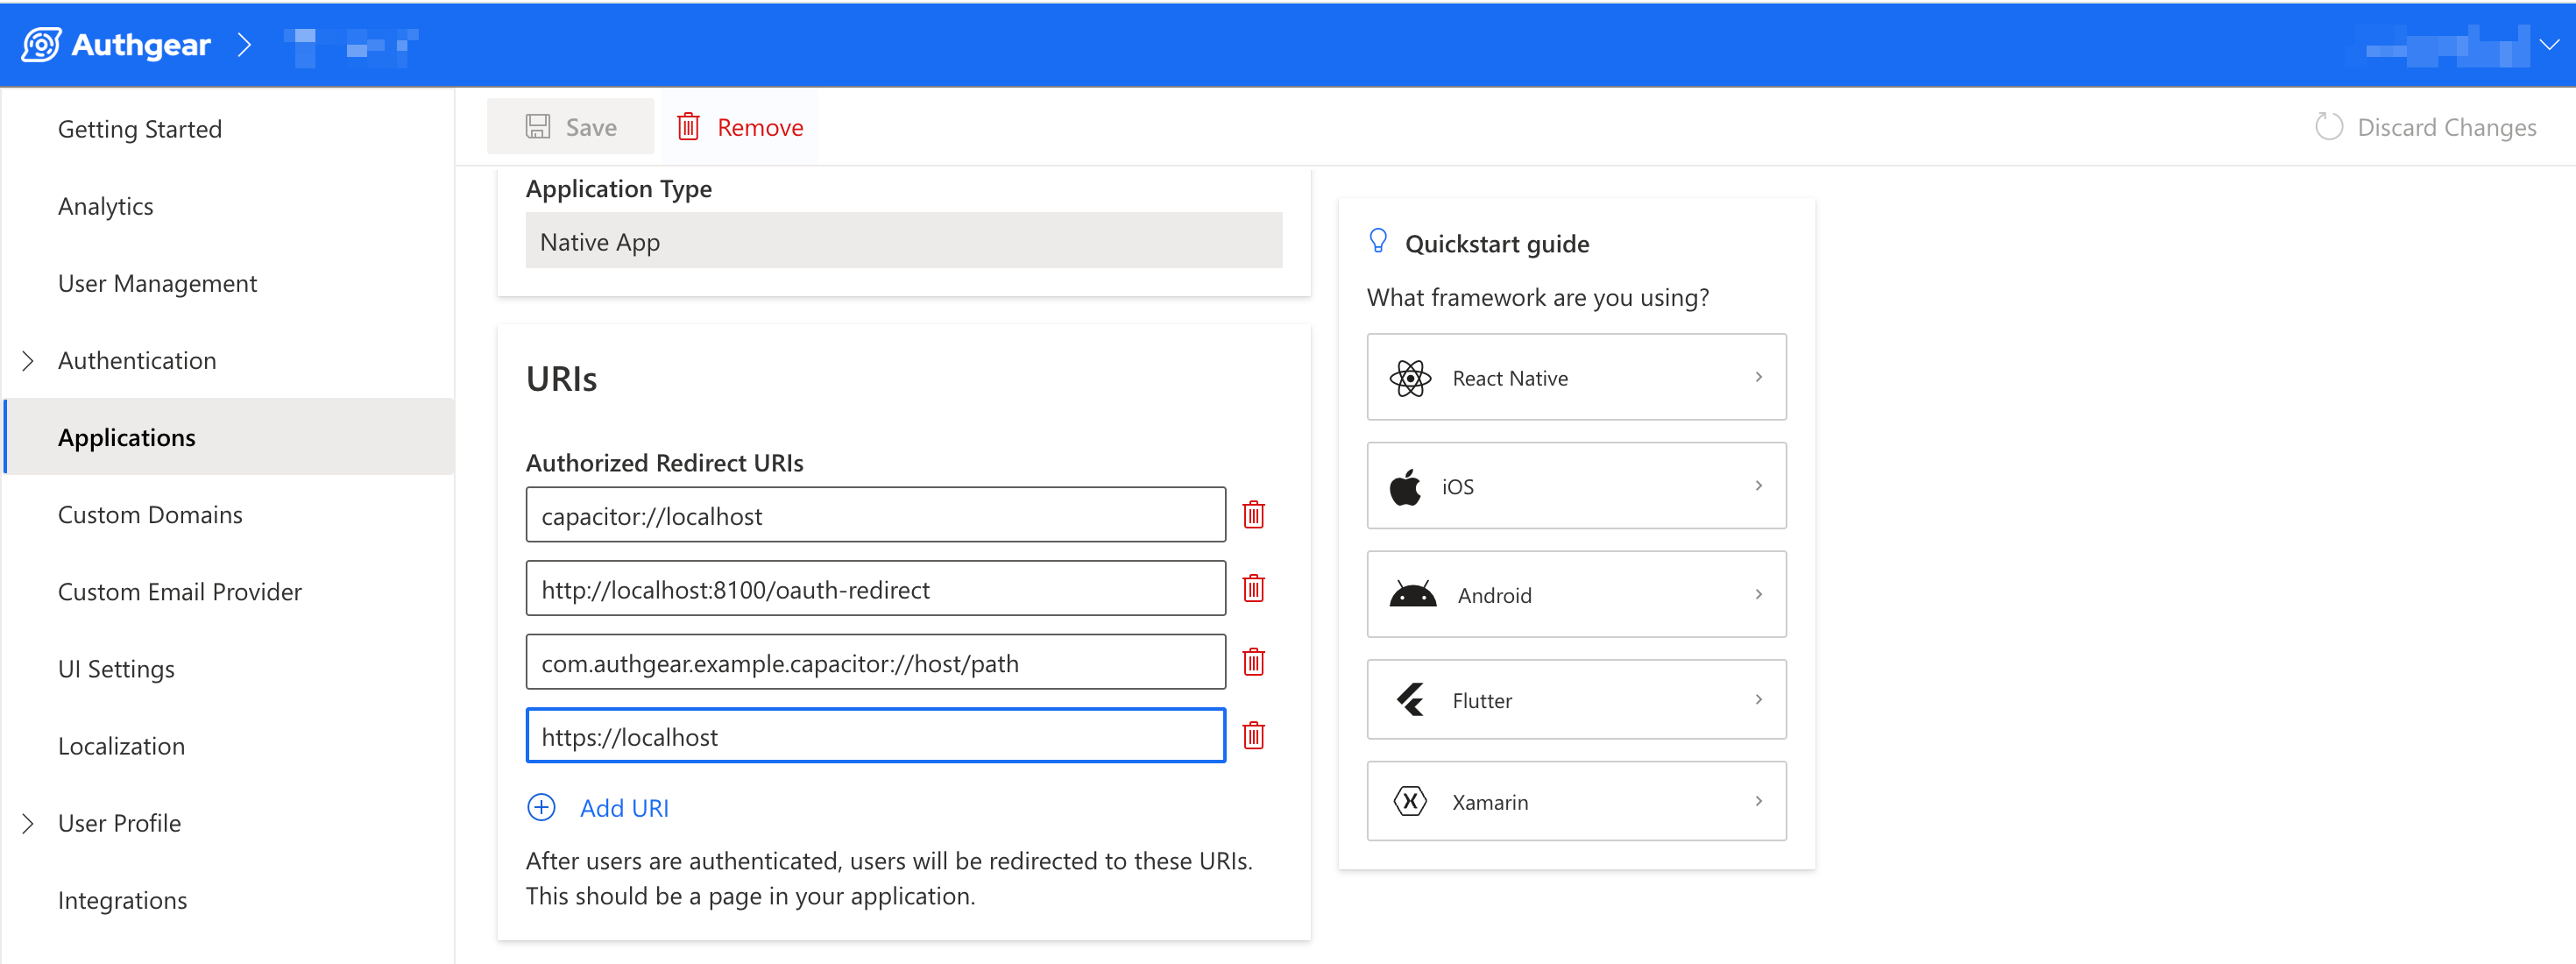 Authgear
Save
Remove
Discard Changes
Getting Started
Analytics
User Management
Authentication
Applications
Custom Domains
Custom Email Provider
UI Settings
Localization
User Profile
Integrations
Application Type
Native App
URIs
Authorized Redirect URIs
capacitor://localhost
http://localhost:8100/oauth-redirect
com.authgear.example.capacitor://host/path
https://localhost
Add URI
After users are authenticated, users will be redirected to these URIs.
This should be a page in your application.
Quickstart guide
What framework are you using?
React Native
iOS
Android
Flutter
Xamarin